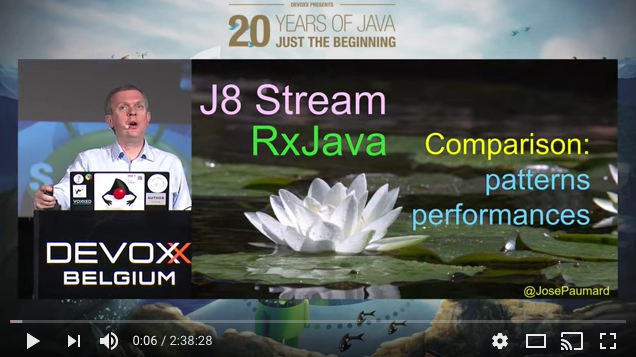 DEVOXX PRESENTS
20 YEARS OF JAVA
JUST THE BEGINNING
J8 Stream
RxJava
Comparison:
patterns
performances
@JosePaumard
DEVOXX
BELGIUM
0:06 / 2:38:28